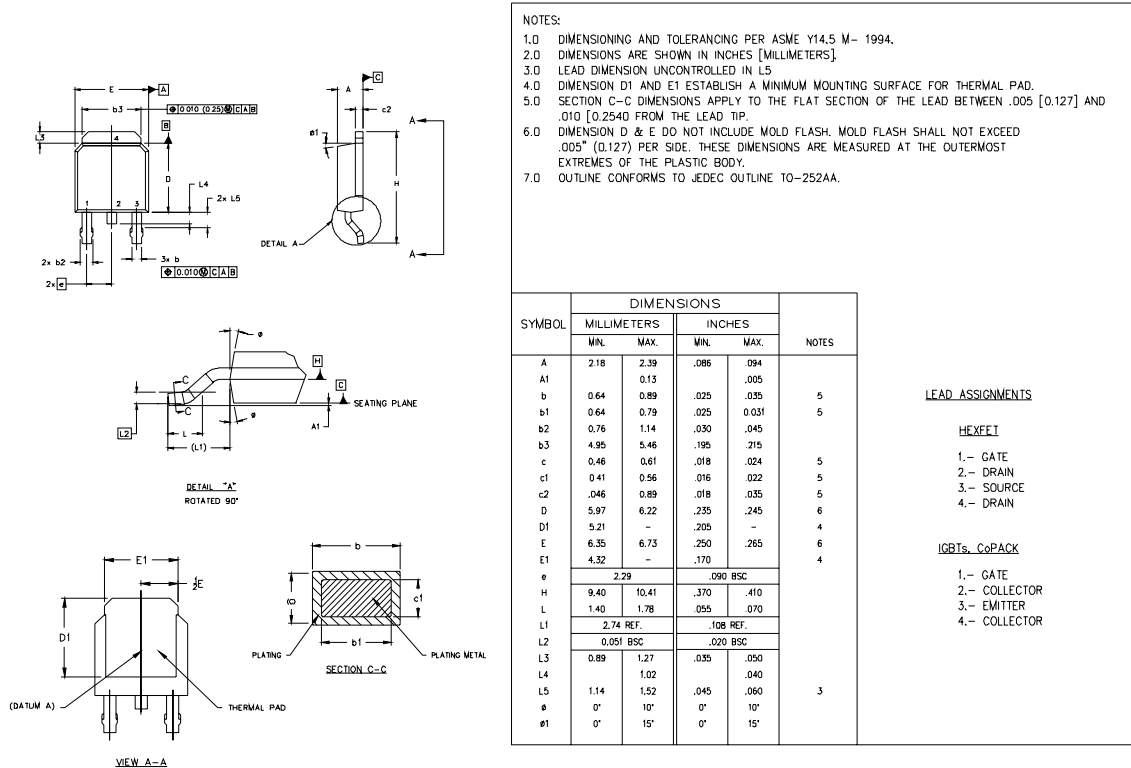 NOTES:
1.0 DIMENSIONING AND TOLERANCING PER ASME Y14.5 M– 1994.
2.0 DIMENSIONS ARE SHOWN IN INCHES [MILLIMETERS].
3.0 LEAD DIMENSION UNCONTROLLED IN L5
4.0 DIMENSION D1 AND E1 ESTABLISH A MINIMUM MOUNTING SURFACE FOR THERMAL PAD.
5.0 SECTION C–C DIMENSIONS APPLY TO THE FLAT SECTION OF THE LEAD BETWEEN .005 [0.127] AND
.010 [0.2540 FROM THE LEAD TIP.
6.0 DIMENSION D & E DO NOT INCLUDE MOLD FLASH. MOLD FLASH SHALL NOT EXCEED
.005" (0.127) PER SIDE. THESE DIMENSIONS ARE MEASURED AT THE OUTERMOST
EXTREMES OF THE PLASTIC BODY.
7.0 OUTLINE CONFORMS TO JEDEC OUTLINE TO–252AA.
E A
b3 0.010 (0.25) M C A B
B
L3
4
D
L4
2x L5
1 2 3
2x b2
3x b
0.010 M C A B
2x e
C
A
c2
ø1
H
A
DETAIL A
A
ø
C
C
H
C
SEATING PLANE
L2
L
(L1)
A1
ø
DETAIL "A"
ROTATED 90°
E1
½E
D1
(DATUM A)
THERMAL PAD
VIEW A–A
b
c1
b1
PLATING
PLATING METAL
SECTION C–C
SYMBOL DIMENSIONS NOTES
MILLIMETERS INCHES
MIN. MAX. MIN. MAX.
A 2.18 2.39 .086 .094
A1 0.13 .005
b 0.64 0.89 .025 .035 5
b1 0.64 0.79 .025 0.031 5
b2 0.76 1.14 .030 .045
b3 4.95 5.46 .195 .215
c 0.46 0.61 .018 .024 5
c1 0.41 0.56 .016 .022 5
c2 .046 0.89 .018 .035 5
D 5.97 6.22 .235 .245 6
D1 5.21 – .205 – 4
E 6.35 6.73 .250 .265 6
E1 4.32 – .170 4
e 2.29 .090 BSC
H 9.40 10.41 .370 .410
L 1.40 1.78 .055 .070
L1 2.74 REF. .108 REF.
L2 0.051 BSC .020 BSC
L3 0.89 1.27 .035 .050
L4 1.02 .040
L5 1.14 1.52 .045 .060 3
ø 0° 10° 0° 10°
ø1 0° 15° 0° 15°
LEAD ASSIGNMENTS
HEXFET
1.– GATE
2.– DRAIN
3.– SOURCE
4.– DRAIN
IGBTs, CoPACK
1.– GATE
2.– COLLECTOR
3.– EMITTER
4.– COLLECTOR